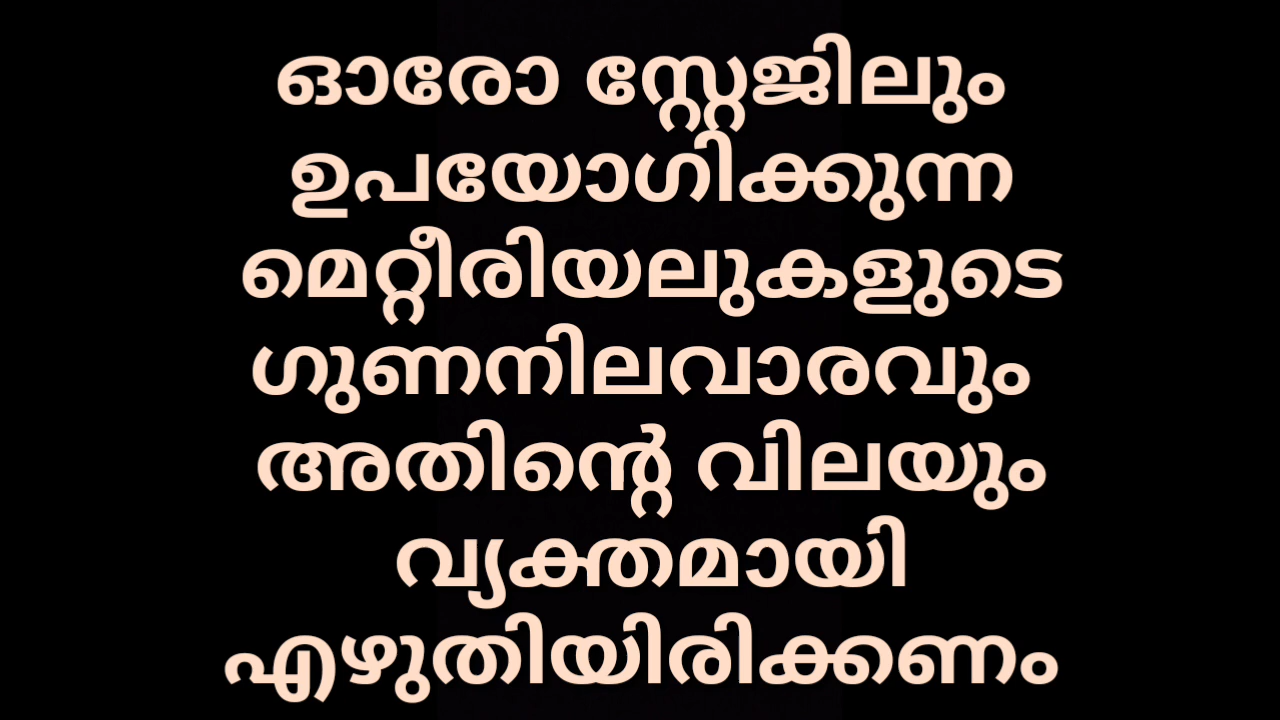 ഓരോ സ്റ്റേജിലും
ഉപയോഗിക്കുന്ന
മെറ്റീരിയലുകളുടെ
ഗുണനിലവാരവും
അതിന്റെ വിലയും
വ്യക്തമായി
എഴുതിയിരിക്കണം